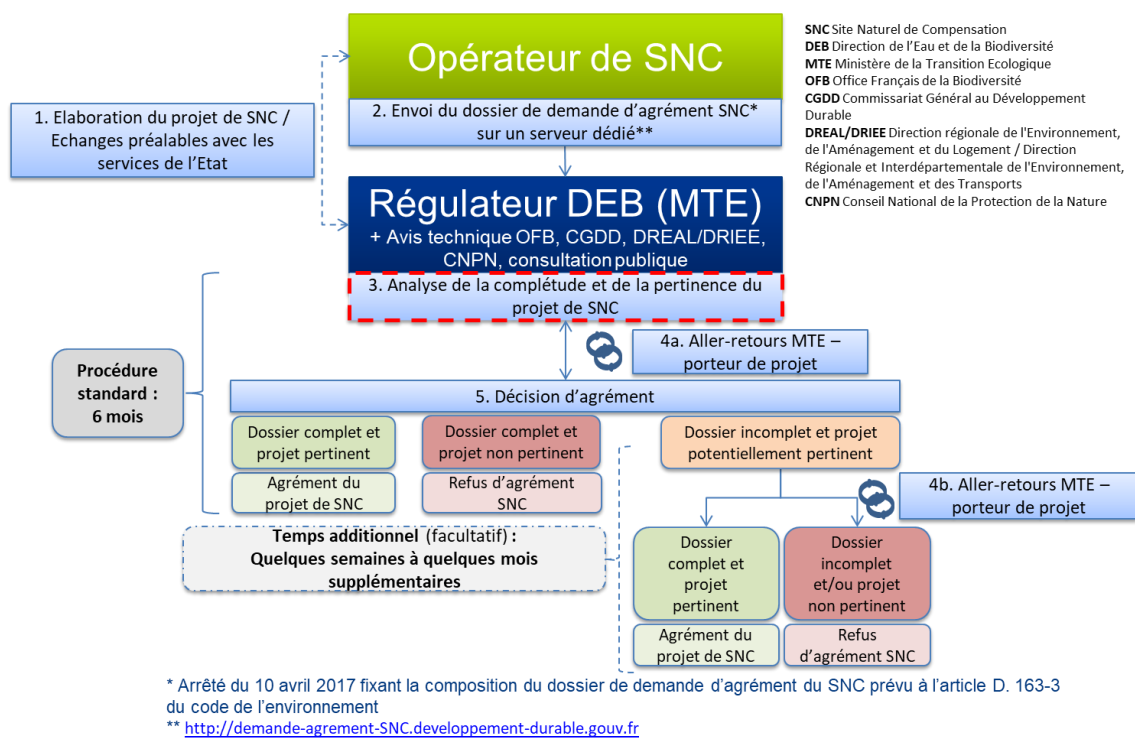 Opérateur de SNC
2. Envoi du dossier de demande d'agrément SNC*
sur un serveur dédié**
1. Elaboration du projet de SNC /
Echanges préalables avec les
services de l'Etat
SNC Site Naturel de Compensation
DEB Direction de l'Eau et de la Biodiversité
MTE Ministère de la Transition Ecologique
OFB Office Français de la Biodiversité
CGDD Commissariat Général au Développement
Durable
DREAL/DRIEE Direction régionale de l'Environnement,
de l'Aménagement et du Logement / Direction
Régionale et Interdépartementale de l'Environnement,
de l'Aménagement et des Transports
CNPN Conseil National de la Protection de la Nature
Régulateur DEB (MTE)
+ Avis technique OFB, CGDD, DREAL/DRIEE,
CNPN, consultation publique
3. Analyse de la complétude et de la pertinence du
projet de SNC
4a. Aller-retours MTE –
porteur de projet
Procédure
standard :
6 mois
5. Décision d'agrément
Dossier complet et
projet pertinent
Agrément du
projet de SNC
Dossier complet et
projet non pertinent
Refus d'agrément
SNC
Dossier incomplet et projet
potentiellement pertinent
4b. Aller-retours MTE –
porteur de projet
Temps additionnel (facultatif) :
Quelques semaines à quelques mois
supplémentaires
Dossier
complet et
projet
pertinent
Agrément du
projet de SNC
Dossier
incomplet
et/ou projet
non pertinent
Refus
d'agrément SNC
* Arrêté du 10 avril 2017 fixant la composition du dossier de demande d'agrément du SNC prévu à l'article D. 163-3
du code de l'environnement
** http://demande-agrement-SNC.developpement-durable.gouv.fr